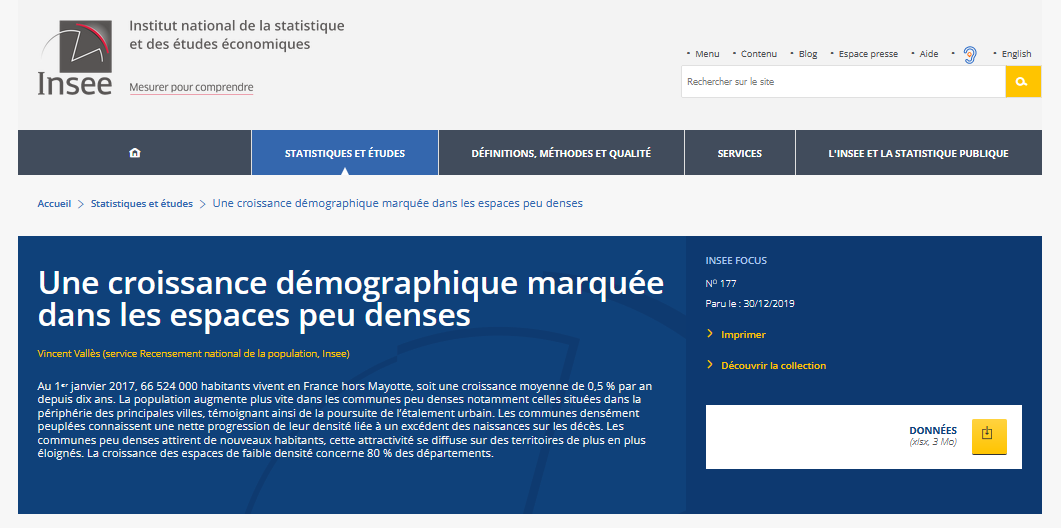 Institut national de la statistique
et des études économiques
Insee
Mesurer pour comprendre
• Menu • Contenu • Blog • Espace presse • Aide • • English
Rechercher sur le site
STATISTIQUES ET ÉTUDES
DÉFINITIONS, MÉTHODES ET QUALITÉ
SERVICES
L'INSEE ET LA STATISTIQUE PUBLIQUE
Accueil > Statistiques et études > Une croissance démographique marquée dans les espaces peu denses
Une croissance démographique marquée
dans les espaces peu denses
Vincent Vallès (service Recensement national de la population, Insee)
Au 1ᵉʳ janvier 2017, 66 524 000 habitants vivent en France hors Mayotte, soit une croissance moyenne de 0,5 % par an
depuis dix ans. La population augmente plus vite dans les communes peu denses notamment celles situées dans la
périphérie des principales villes, témoignant ainsi de la poursuite de l’étalement urbain. Les communes densément
peuplées connaissent une nette progression de leur densité liée à un excédent des naissances sur les décès. Les
communes peu denses attirent de nouveaux habitants, cette attractivité se diffuse sur des territoires de plus en plus
éloignés. La croissance des espaces de faible densité concerne 80 % des départements.
INSEE FOCUS
Nº 177
Paru le : 30/12/2019
> Imprimer
> Découvrir la collection
DONNÉES
(xlsx, 3 Mo)